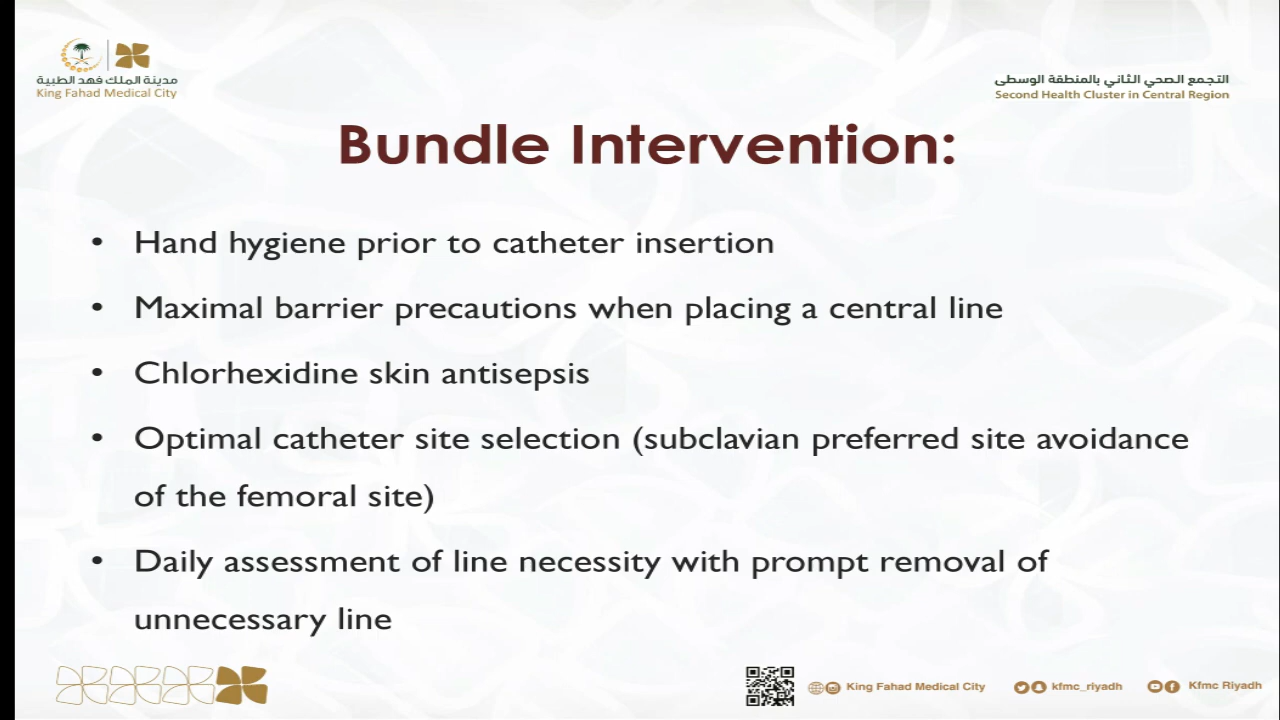 مدينة الملك فهد الطبية
King Fahad Medical City
التجمع الصحي الثاني بالمنطقة الوسطى
Second Health Cluster in Central Region
Bundle Intervention:
• Hand hygiene prior to catheter insertion
• Maximal barrier precautions when placing a central line
• Chlorhexidine skin antisepsis
• Optimal catheter site selection (subclavian preferred site avoidance
of the femoral site)
• Daily assessment of line necessity with prompt removal of
unnecessary line
King Fahad Medical City kfmc_riyadh Kfmc Riyadh